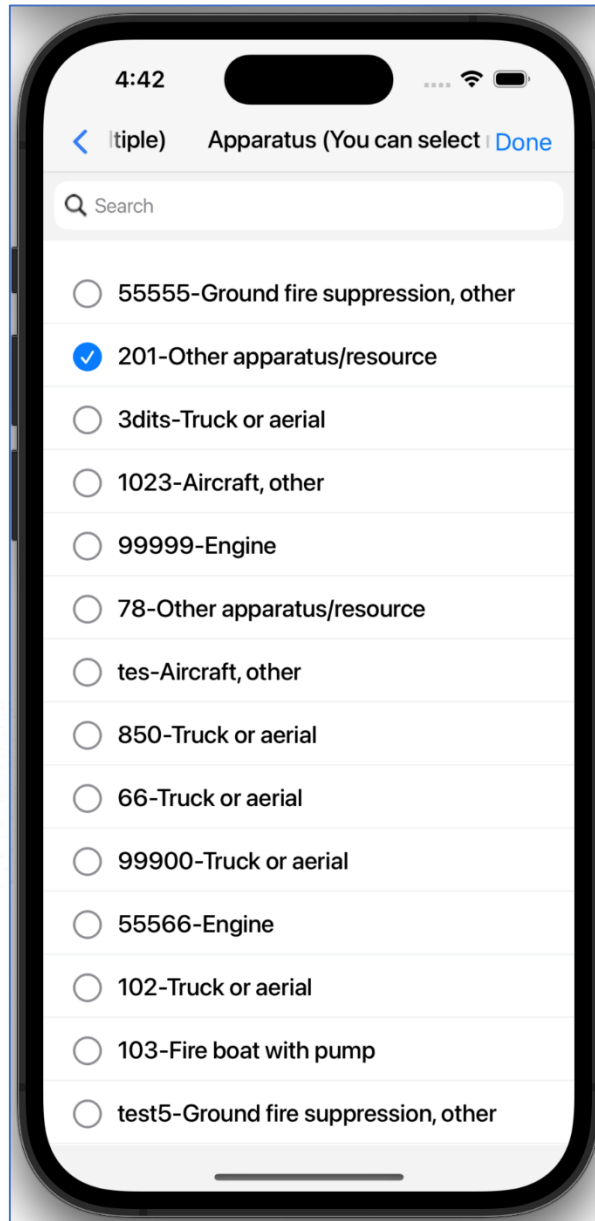 4:42
ltiple) Apparatus (You can select Done
Search
55555-Ground fire suppression, other
201-Other apparatus/resource
3dits-Truck or aerial
1023-Aircraft, other
99999-Engine
78-Other apparatus/resource
tes-Aircraft, other
850-Truck or aerial
66-Truck or aerial
99900-Truck or aerial
55566-Engine
102-Truck or aerial
103-Fire boat with pump
test5-Ground fire suppression, other